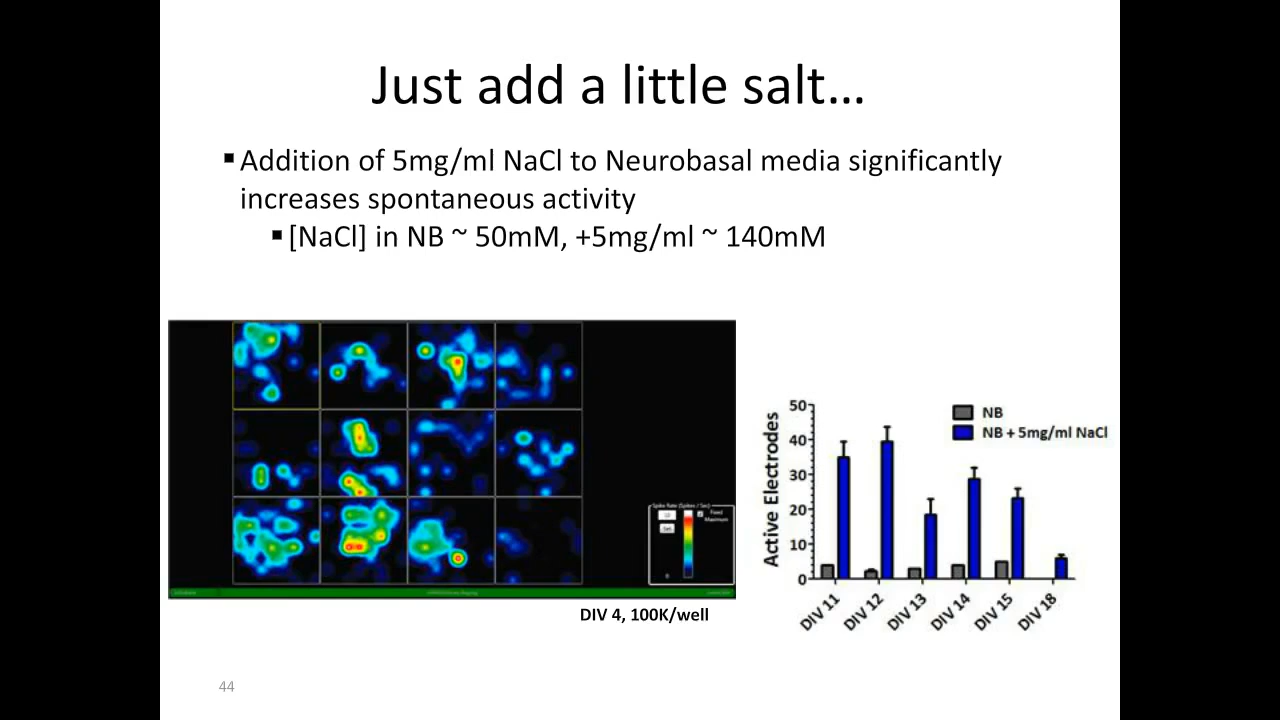 Just add a little salt…
▪Addition of 5mg/ml NaCl to Neurobasal media significantly
increases spontaneous activity
▪[NaCl] in NB ~ 50mM, +5mg/ml ~ 140mM
Spike Rate (Spikes / Sec)
Fixed
Maximum
Set
0
DIV 4, 100K/well
Active Electrodes
50
40
30
20
10
0
NB
NB + 5mg/ml NaCl
DIV 11
DIV 12
DIV 13
DIV 14
DIV 15
DIV 18
44